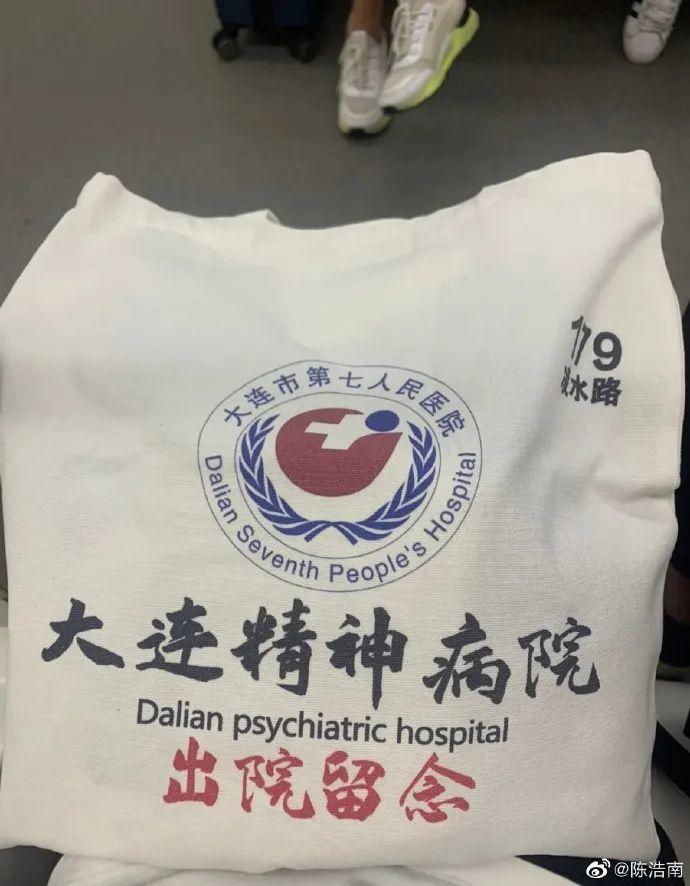 179
水路
大连市第七人民医院
Dalian Seventh People's Hospital
大连精神病院
Dalian psychiatric hospital
出院留念
@陈浩南